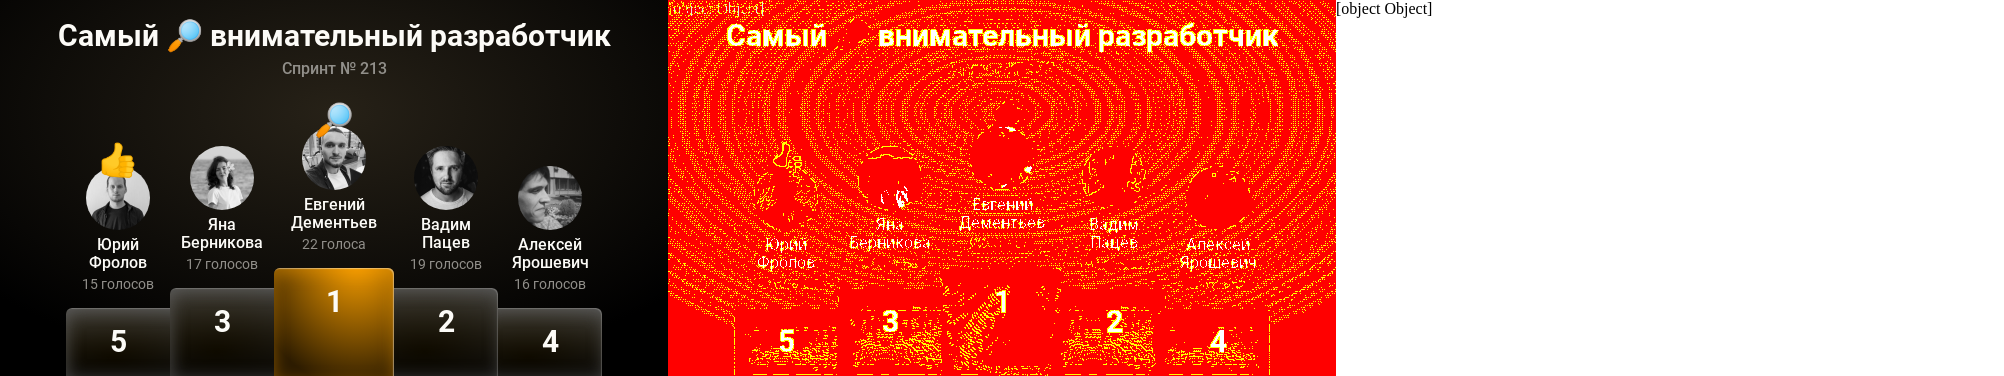 Самый 🔎 внимательный разработчик
Спринт № 213
Юрий
Фролов
15 голосов
Яна
Берникова
17 голосов
Евгений
Дементьев
22 голоса
Вадим
Пацев
19 голосов
Алексей
Ярошевич
16 голосов
5
3
1
2
4
[object Object]
Самый внимательный разработчик
Юрий
Фролов
Яна
Берникова
Евгений
Дементьев
Вадим
Пацев
Алексей
Ярошевич
5
3
1
2
4
[object Object]